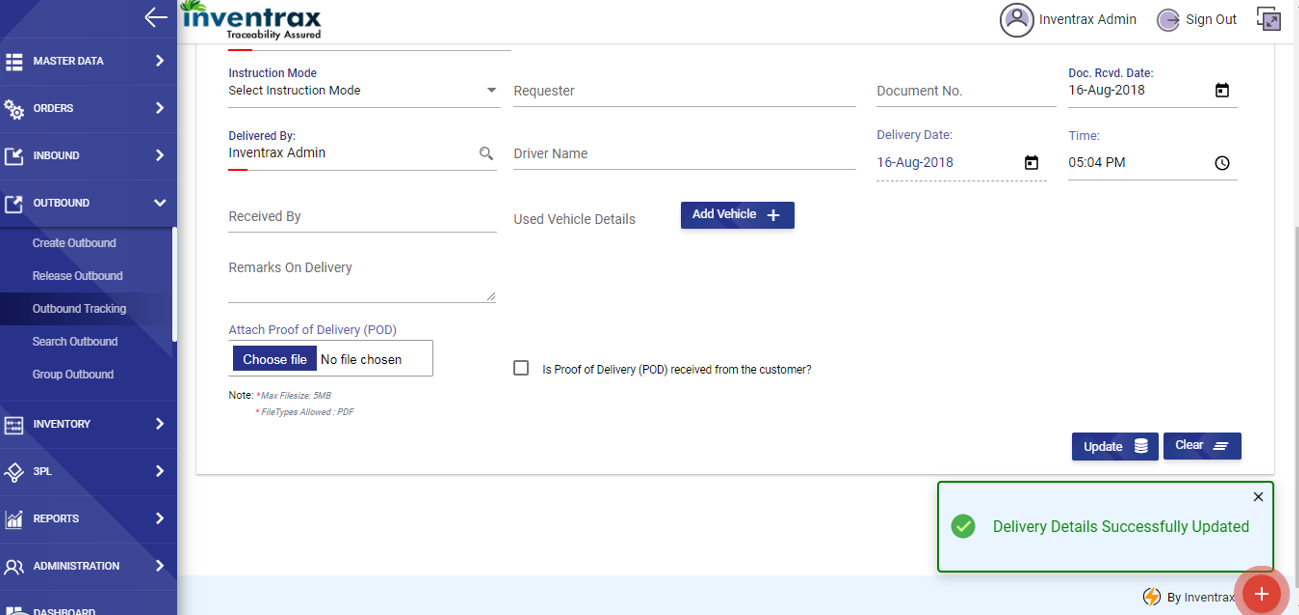 inventrax
Traceability Assured
Inventrax Admin
Sign Out
MASTER DATA
ORDERS
INBOUND
OUTBOUND
Create Outbound
Release Outbound
Outbound Tracking
Search Outbound
Group Outbound
INVENTORY
3PL
REPORTS
ADMINISTRATION
DASHBOARD
Instruction Mode
Select Instruction Mode
Requester
Document No.
Doc. Rcvd. Date:
16-Aug-2018
Delivered By:
Inventrax Admin
Driver Name
Delivery Date:
16-Aug-2018
Time:
05:04 PM
Received By
Used Vehicle Details
Add Vehicle +
Remarks On Delivery
Attach Proof of Delivery (POD)
Choose file No file chosen
Is Proof of Delivery (POD) received from the customer?
Note: *Max Filesize: 5MB
* FileTypes Allowed : PDF
Update
Clear
Delivery Details Successfully Updated
By Inventrax